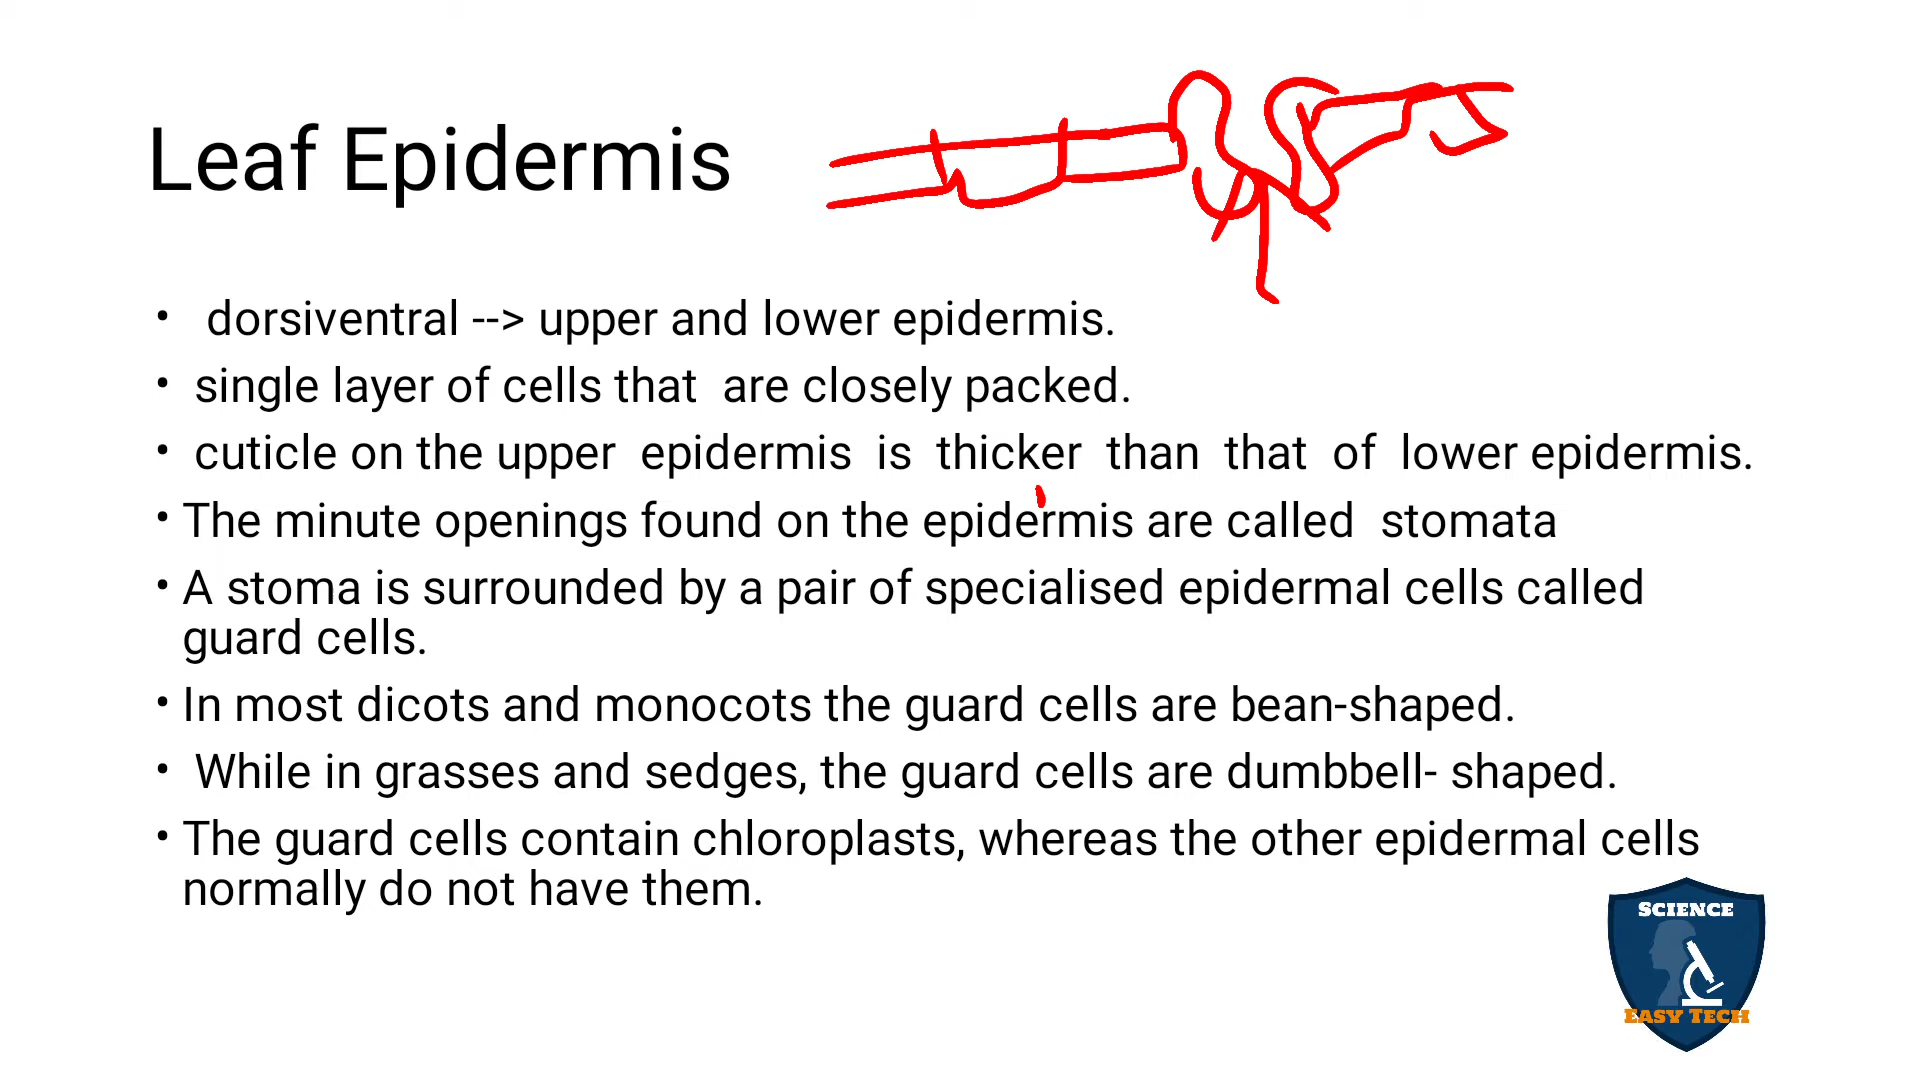 Leaf Epidermis
• dorsiventral --> upper and lower epidermis.
• single layer of cells that are closely packed.
• cuticle on the upper epidermis is thicker than that of lower epidermis.
• The minute openings found on the epidermis are called stomata
• A stoma is surrounded by a pair of specialised epidermal cells called
guard cells.
• In most dicots and monocots the guard cells are bean-shaped.
• While in grasses and sedges, the guard cells are dumbbell- shaped.
• The guard cells contain chloroplasts, whereas the other epidermal cells
normally do not have them.
SCIENCE
EASY TECH